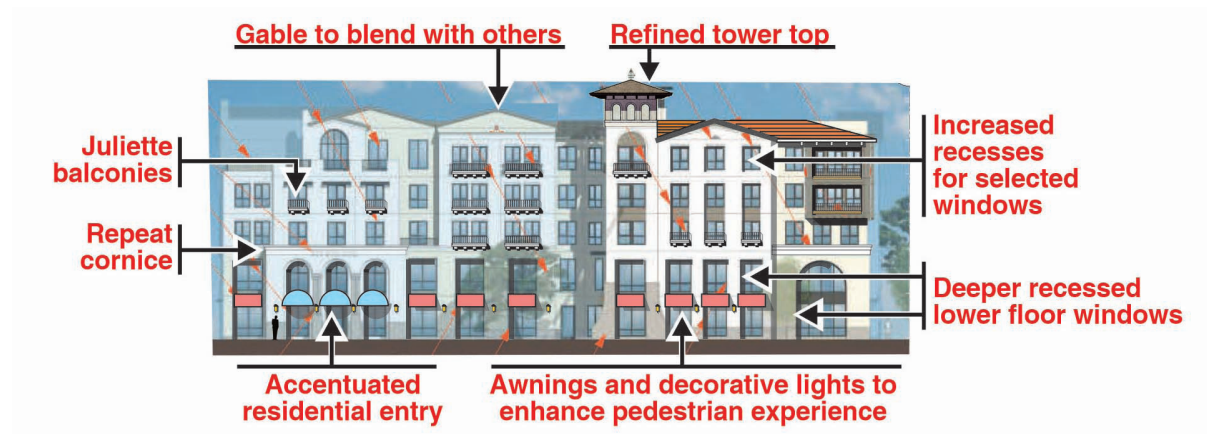 Gable to blend with others
Refined tower top
Juliette
balconies
Increased
recesses
for selected
windows
Repeat
cornice
Deeper recessed
lower floor windows
Accentuated
residential entry
Awnings and decorative lights to
enhance pedestrian experience